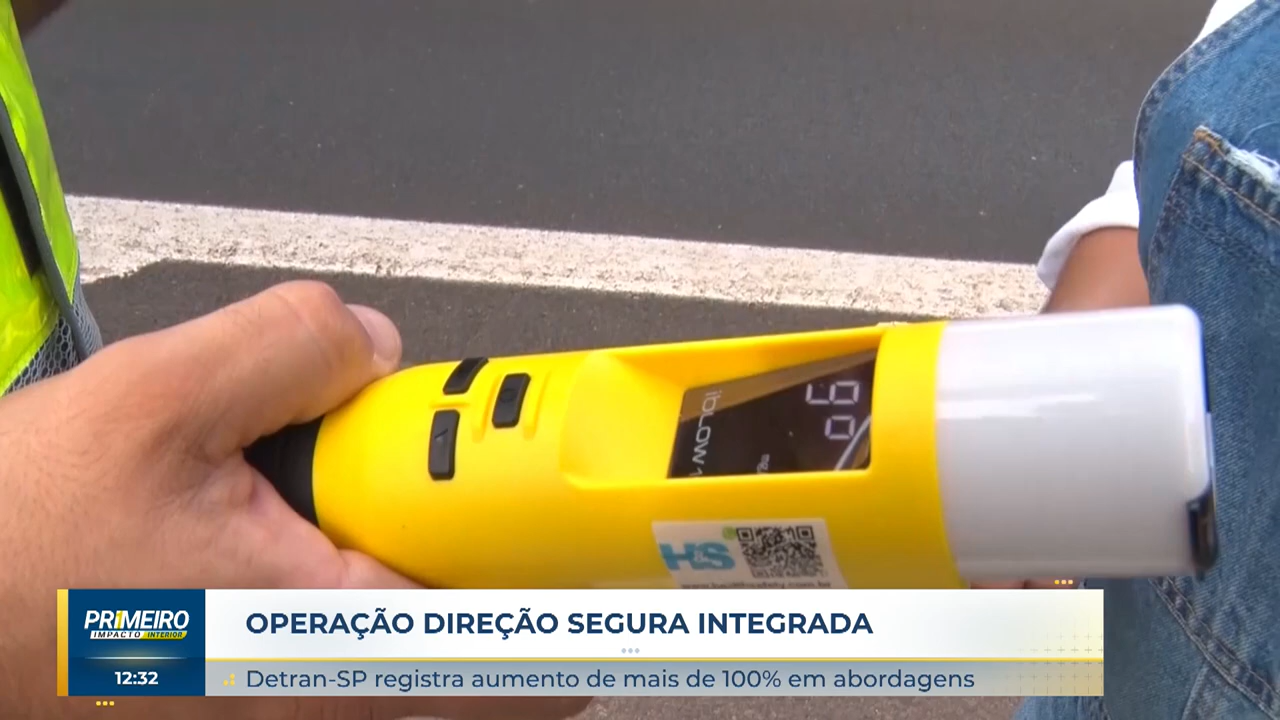 iBLOW
H&S
PRIMEIRO
IMPACTO INTERIOR
12:32
OPERAÇÃO DIREÇÃO SEGURA INTEGRADA
Detran-SP registra aumento de mais de 100% em abordagens